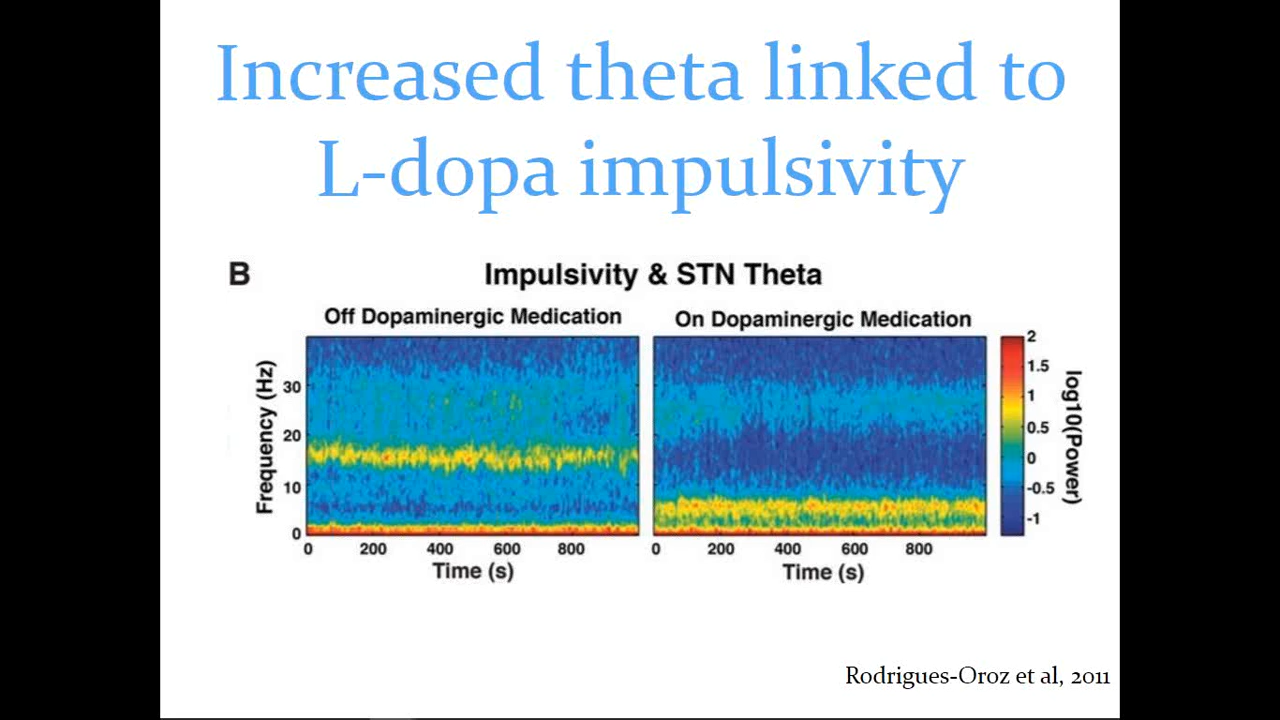 Increased theta linked to
L-dopa impulsivity
B
Impulsivity & STN Theta
Off Dopaminergic Medication
On Dopaminergic Medication
Frequency (Hz)
30
20
10
0
0 200 400 600 800
Time (s)
0 200 400 600 800
Time (s)
2
1.5
1
0.5
0
-0.5
-1
log10(Power)
Rodrigues-Oroz et al, 2011